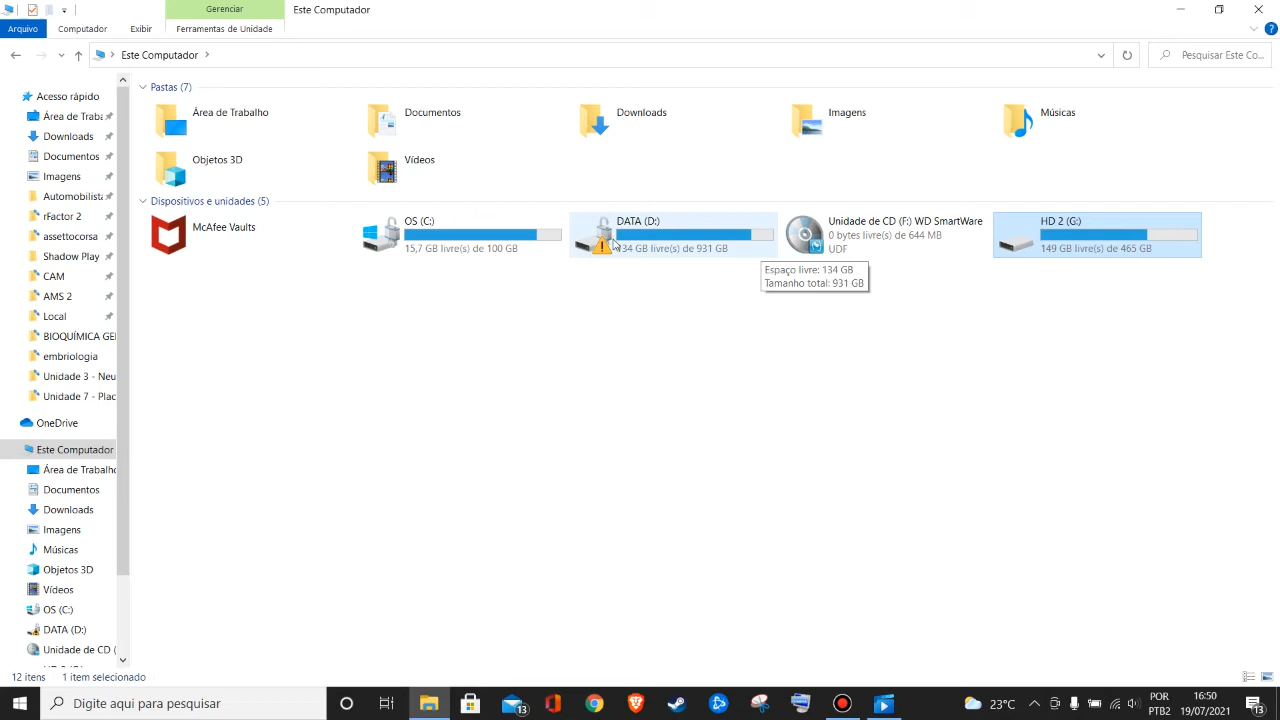 Gerenciar
Este Computador
Arquivo
Computador
Exibir
Ferramentas de Unidade
Este Computador
Pesquisar Este Co...
Acesso rápido
Área de Traba
Downloads
Documentos
Imagens
Automobilista
rFactor 2
assettocorsa
Shadow Play
CAM
AMS 2
Local
BIOQUÍMICA GEI
embriologia
Unidade 3 - Neu
Unidade 7 - Plac
OneDrive
Este Computador
Área de Trabalho
Documentos
Downloads
Imagens
Músicas
Objetos 3D
Vídeos
OS (C:)
DATA (D:)
Unidade de CD (
Pastas (7)
Área de Trabalho
Documentos
Downloads
Imagens
Músicas
Objetos 3D
Vídeos
Dispositivos e unidades (5)
McAfee Vaults
OS (C:)
15,7 GB livre(s) de 100 GB
DATA (D:)
134 GB livre(s) de 931 GB
Unidade de CD (F:) WD SmartWare
0 bytes livre(s) de 644 MB
UDF
HD 2 (G:)
149 GB livre(s) de 465 GB
Espaço livre: 134 GB
Tamanho total: 931 GB
12 itens
1 item selecionado
Digite aqui para pesquisar
13
23°C
POR
PTB2
16:50
19/07/2021
13